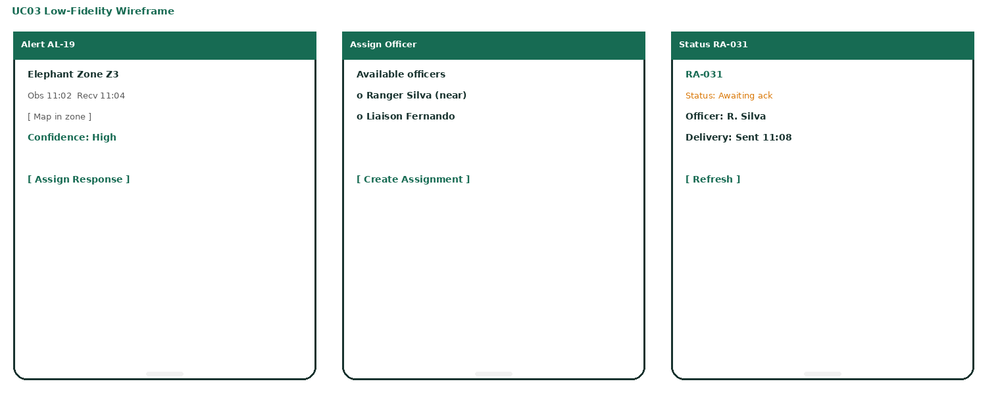 UC03 Low-Fidelity Wireframe
Alert AL-19
Elephant Zone Z3
Obs 11:02  Recv 11:04
[ Map in zone ]
Confidence: High
[ Assign Response ]
Assign Officer
Available officers
o Ranger Silva (near)
o Liaison Fernando
[ Create Assignment ]
Status RA-031
RA-031
Status: Awaiting ack
Officer: R. Silva
Delivery: Sent 11:08
[ Refresh ]